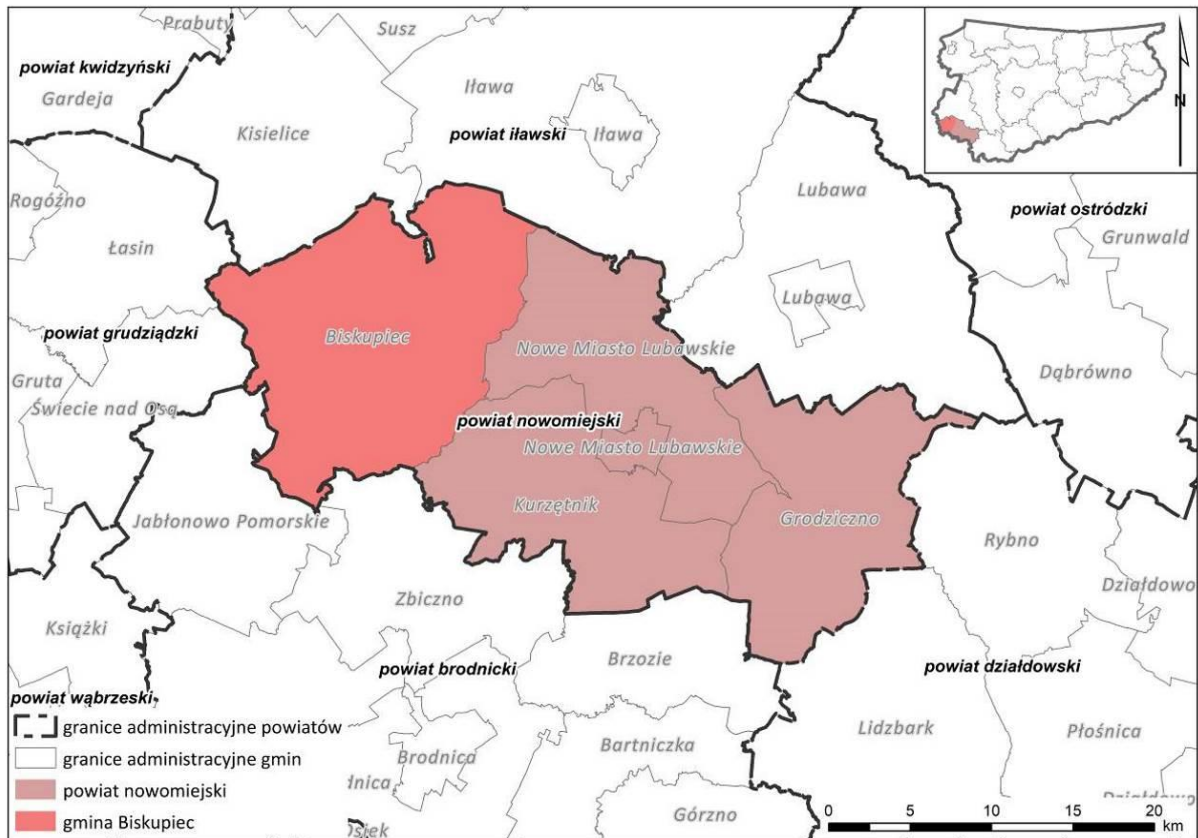 Prabuty
Susz
powiat kwidzyński
Gardeja
Iława
Kisielice
powiat iławski
Iława
N
Rogóźno
Lubawa
powiat ostródzki
Grunwald
Łasin
Lubawa
powiat grudziądzki
Biskupiec
Nowe Miasto Lubawskie
Gruta
Dąbrówno
Świecie nad Osą
powiat nowomiejski
Nowe Miasto Lubawskie
Kurzętnik
Jabłonowo Pomorskie
Grodziczno
Rybno
Działdowo
Zbiczno
Książki
Brzozie
powiat brodnicki
powiat działdowski
powiat wąbrzeski
granice administracyjne powiatów
Lidzbark
Płośnica
granice administracyjne gmin
Bartniczka
Brodnica
powiat nowomiejski
Górzno
gmina Biskupiec
0 5 10 15 20
km